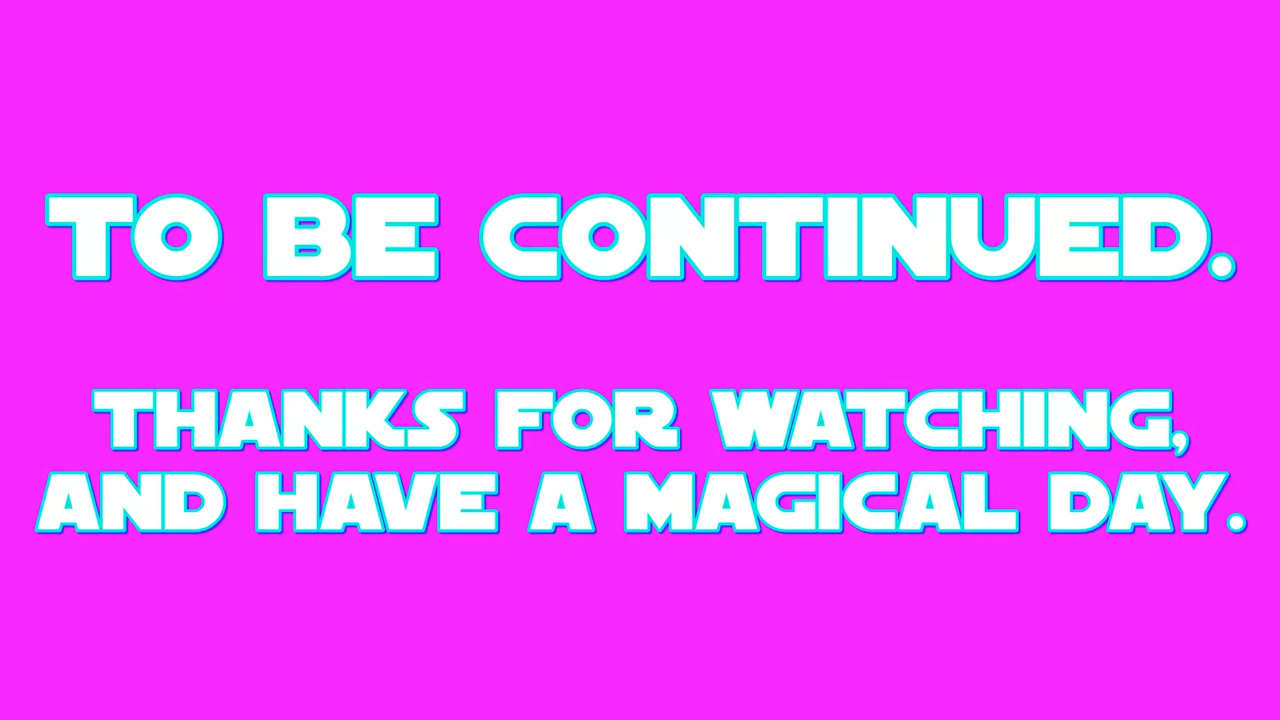 TO BE CONTINUED.
THANKS FOR WATCHING,
AND HAVE A MAGICAL DAY.